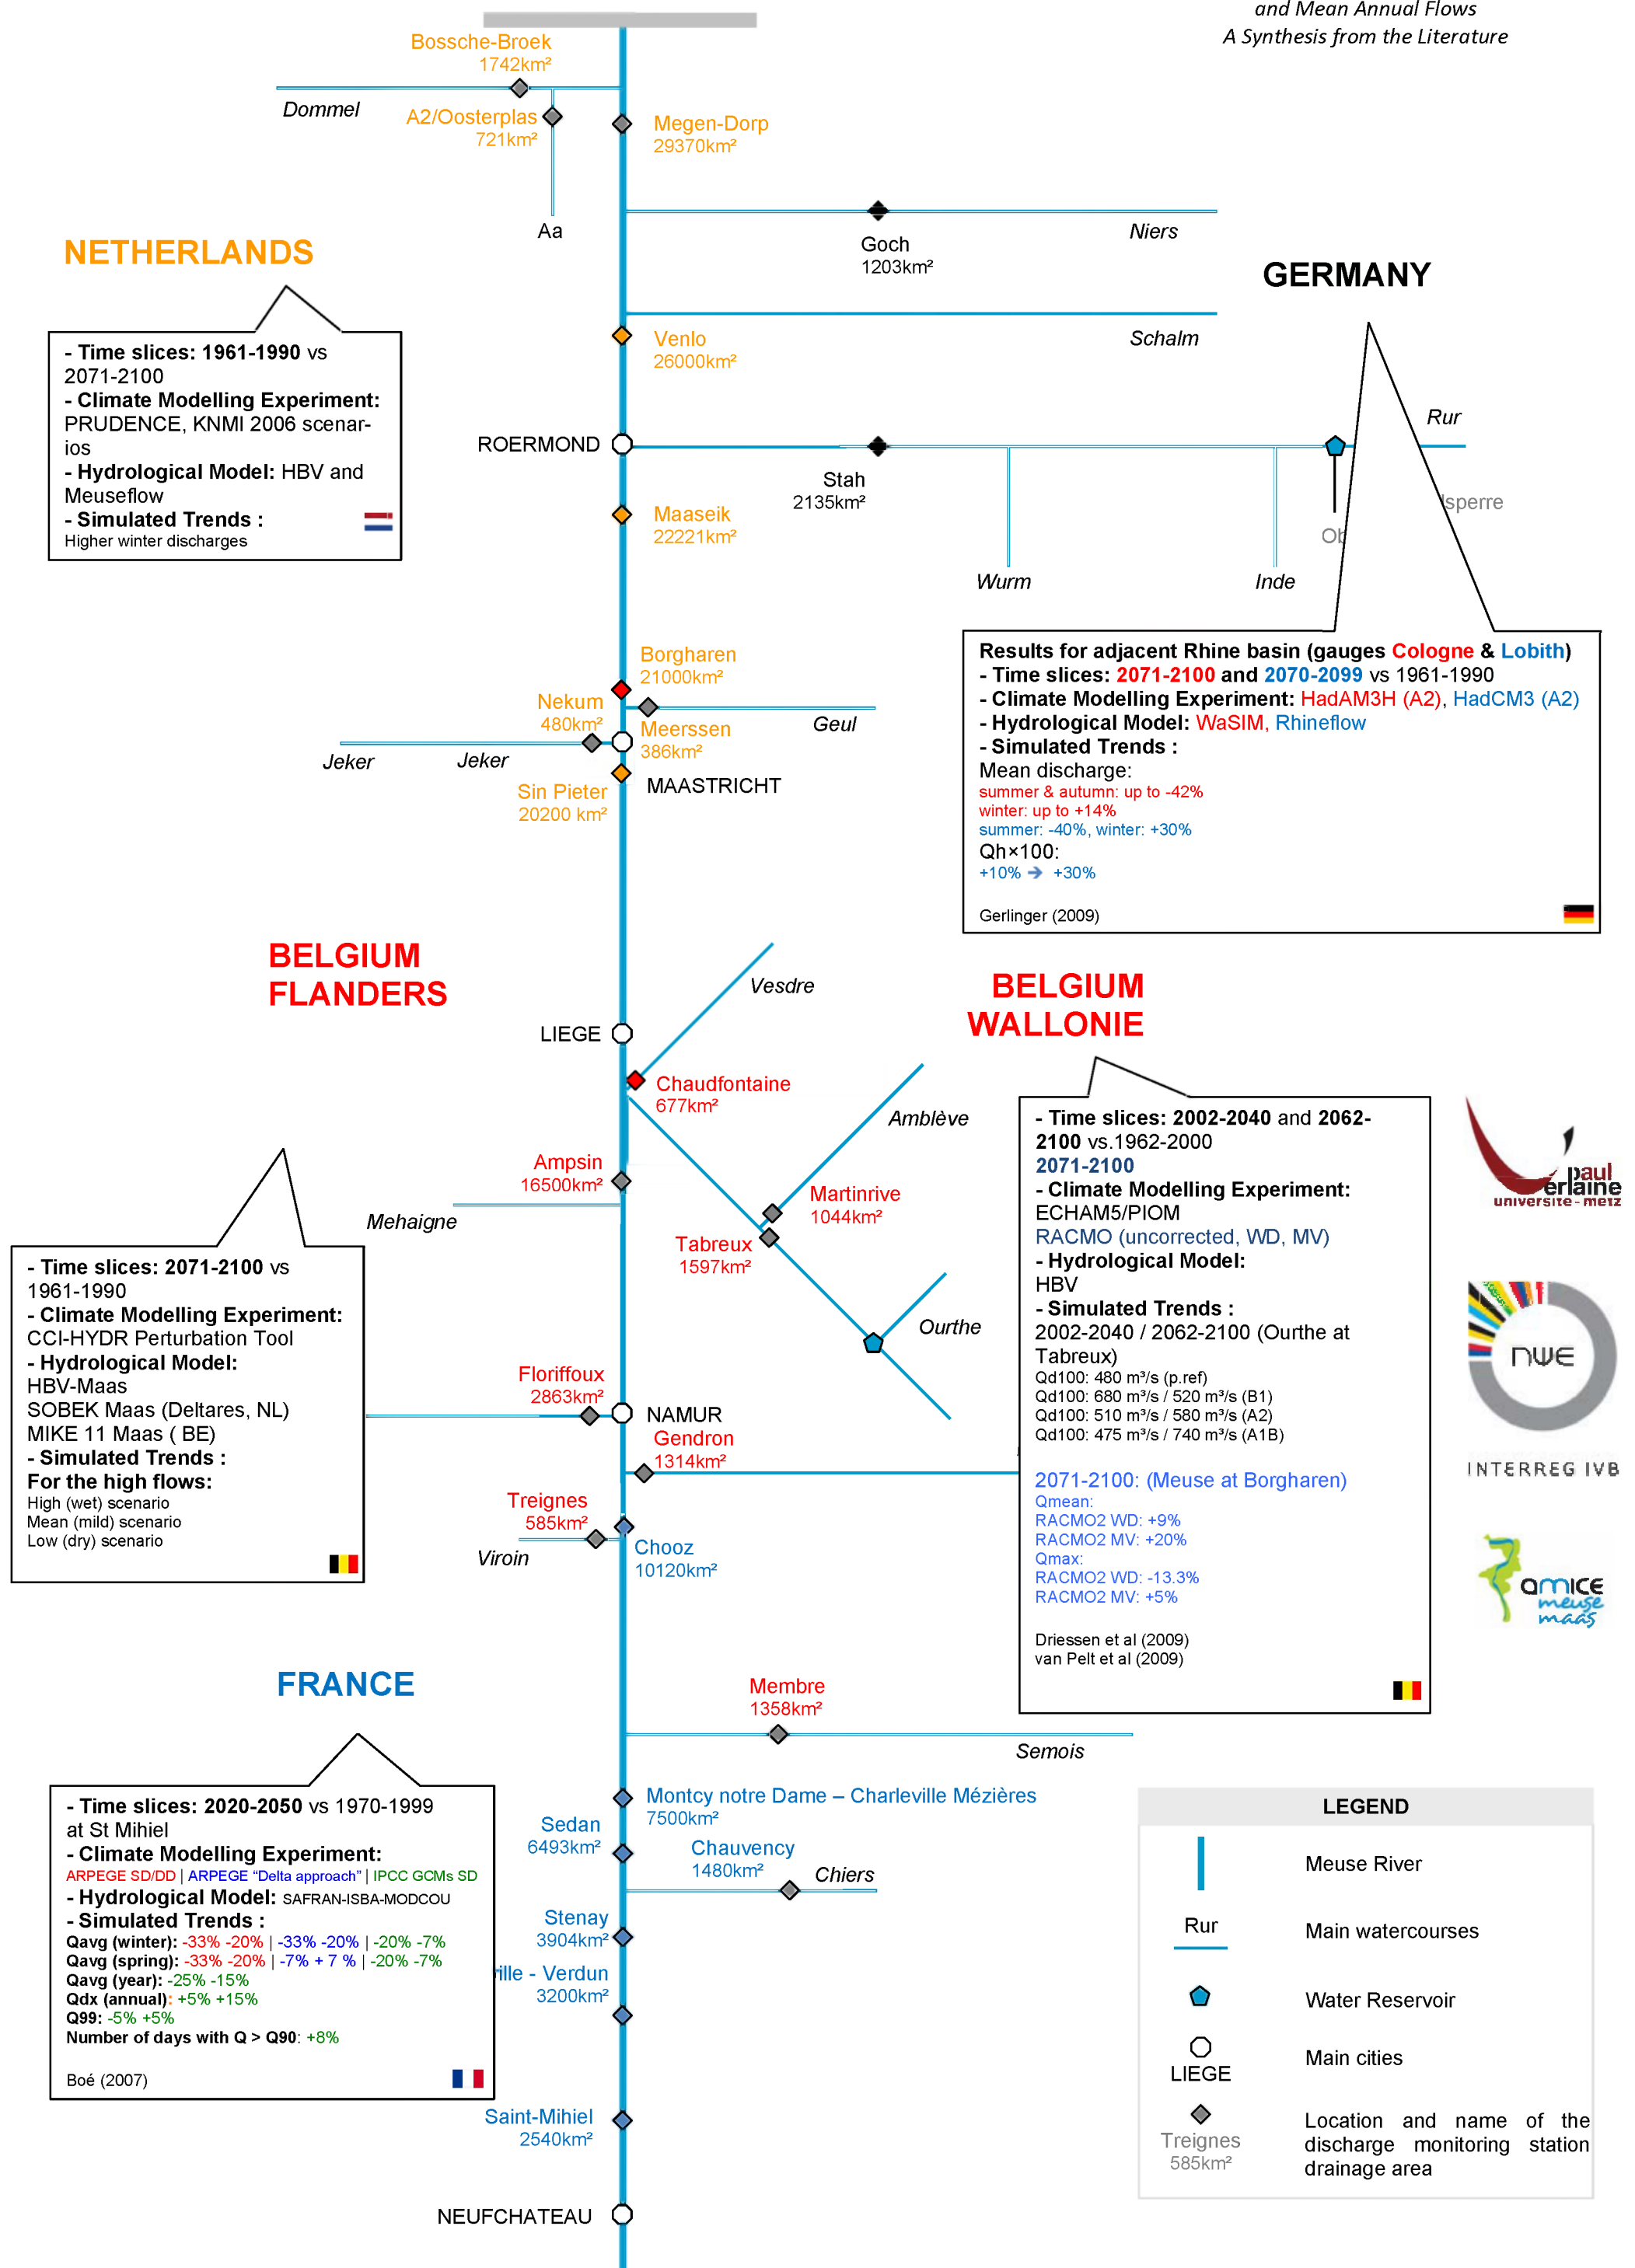 and Mean Annual Flows
A Synthesis from the Literature
Bossche-Broek
1742km²
Dommel
A2/Oosterplas
721km²
Megen-Dorp
29370km²
Aa
Niers
Goch
1203km²
NETHERLANDS
GERMANY
- Time slices: 1961-1990 vs
2071-2100
- Climate Modelling Experiment:
PRUDENCE, KNMI 2006 scenar-
ios
- Hydrological Model: HBV and
Meuseflow
- Simulated Trends :
Higher winter discharges
Schalm
Venlo
26000km²
Rur
ROERMOND
Stah
2135km²
Maaseik
22221km²
Wurm
Inde
Results for adjacent Rhine basin (gauges Cologne & Lobith)
- Time slices: 2071-2100 and 2070-2099 vs 1961-1990
- Climate Modelling Experiment: HadAM3H (A2), HadCM3 (A2)
- Hydrological Model: WaSIM, Rhineflow
- Simulated Trends :
Mean discharge:
summer & autumn: up to -42%
winter: up to +14%
summer: -40%, winter: +30%
Qh×100:
+10% ➔ +30%
Gerlinger (2009)
Borgharen
21000km²
Nekum
480km²
Geul
Meerssen
386km²
Jeker
Jeker
MAASTRICHT
Sin Pieter
20200 km²
BELGIUM
FLANDERS
BELGIUM
WALLONIE
Vesdre
LIEGE
Chaudfontaine
677km²
Amblève
Ampsin
16500km²
Martinrive
1044km²
Mehaigne
Tabreux
1597km²
Ourthe
- Time slices: 2002-2040 and 2062-
2100 vs.1962-2000
2071-2100
- Climate Modelling Experiment:
ECHAM5/PIOM
RACMO (uncorrected, WD, MV)
- Hydrological Model:
HBV
- Simulated Trends :
2002-2040 / 2062-2100 (Ourthe at
Tabreux)
Qd100: 480 m³/s (p.ref)
Qd100: 680 m³/s / 520 m³/s (B1)
Qd100: 510 m³/s / 580 m³/s (A2)
Qd100: 475 m³/s / 740 m³/s (A1B)
2071-2100: (Meuse at Borgharen)
Qmean:
RACMO2 WD: +9%
RACMO2 MV: +20%
Qmax:
RACMO2 WD: -13.3%
RACMO2 MV: +5%
Driessen et al (2009)
van Pelt et al (2009)
paul
verlaine
universite - metz
NWE
INTERREG IVB
amice
meuse
maas
- Time slices: 2071-2100 vs
1961-1990
- Climate Modelling Experiment:
CCI-HYDR Perturbation Tool
- Hydrological Model:
HBV-Maas
SOBEK Maas (Deltares, NL)
MIKE 11 Maas ( BE)
- Simulated Trends :
For the high flows:
High (wet) scenario
Mean (mild) scenario
Low (dry) scenario
Floriffoux
2863km²
NAMUR
Gendron
1314km²
Treignes
585km²
Viroin
Chooz
10120km²
FRANCE
Membre
1358km²
Semois
- Time slices: 2020-2050 vs 1970-1999
at St Mihiel
- Climate Modelling Experiment:
ARPEGE SD/DD | ARPEGE “Delta approach” | IPCC GCMs SD
- Hydrological Model: SAFRAN-ISBA-MODCOU
- Simulated Trends :
Qavg (winter): -33% -20% | -33% -20% | -20% -7%
Qavg (spring): -33% -20% | -7% + 7 % | -20% -7%
Qavg (year): -25% -15%
Qdx (annual): +5% +15%
Q99: -5% +5%
Number of days with Q > Q90: +8%
Boé (2007)
Montcy notre Dame – Charleville Mézières
7500km²
Sedan
6493km²
Chauvency
1480km²
Chiers
Stenay
3904km²
ille - Verdun
3200km²
Saint-Mihiel
2540km²
NEUFCHATEAU
LEGEND
Meuse River
Rur
Main watercourses
Water Reservoir
LIEGE
Main cities
Treignes
585km²
Location and name of the
discharge monitoring station
drainage area